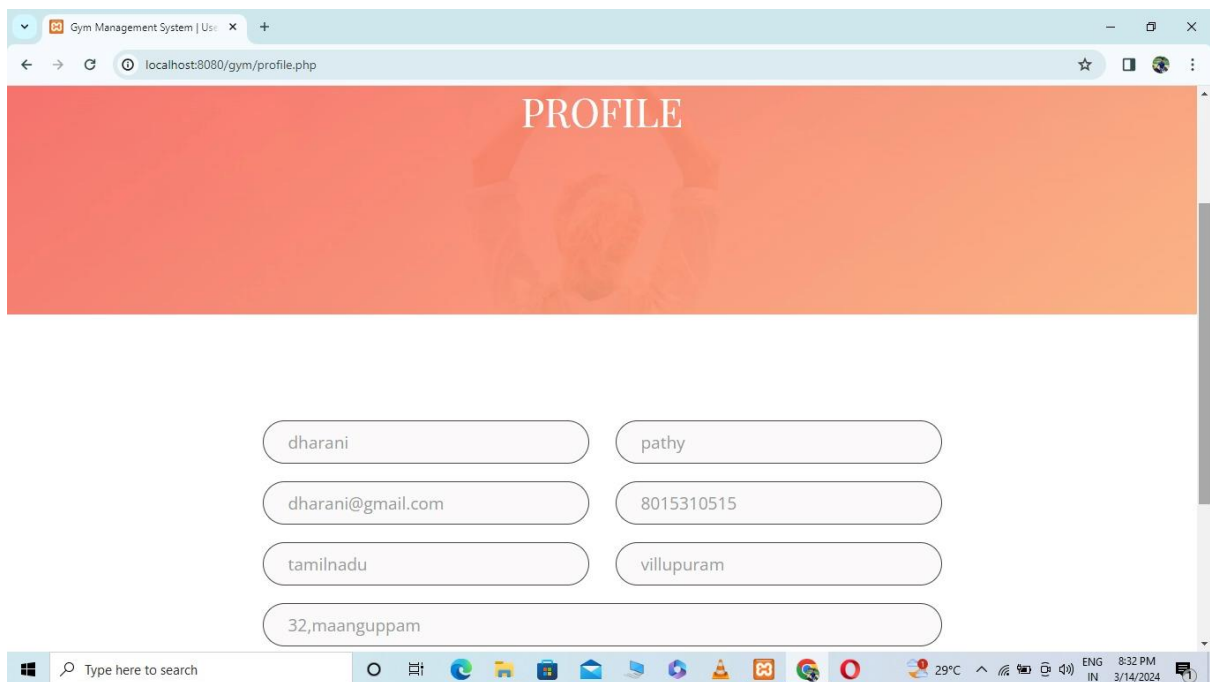 Gym Management System | Use
localhost:8080/gym/profile.php
PROFILE
dharani
pathy
dharani@gmail.com
8015310515
tamilnadu
villupuram
32,maanguppam
Type here to search
29°C
ENG
IN
8:32 PM
3/14/2024
1